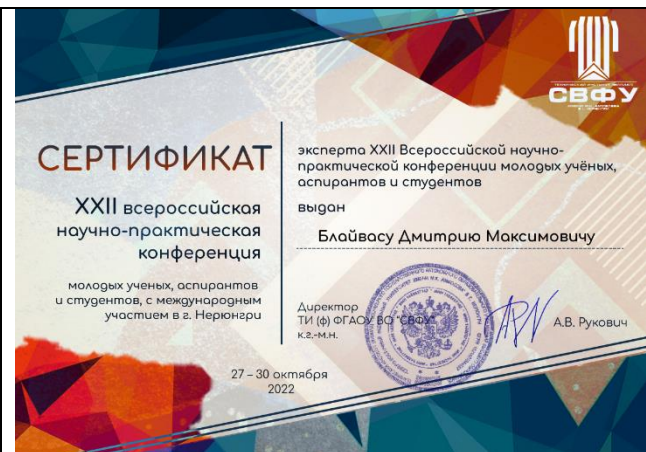 СВФУ
СЕРТИФИКАТ
XXII всероссийская
научно-практическая
конференция
молодых ученых, аспирантов
и студентов, с международным
участием в г. Нерюнгри
эксперта XXII Всероссийской научно-
практической конференции молодых учёных,
аспирантов и студентов
выдан
Блайвасу Дмитрию Максимовичу
Директор
ТИ (ф) ФГАОУ ВО "СВФУ"
к.г.-м.н.
А.В. Рукович
27 – 30 октября
2022